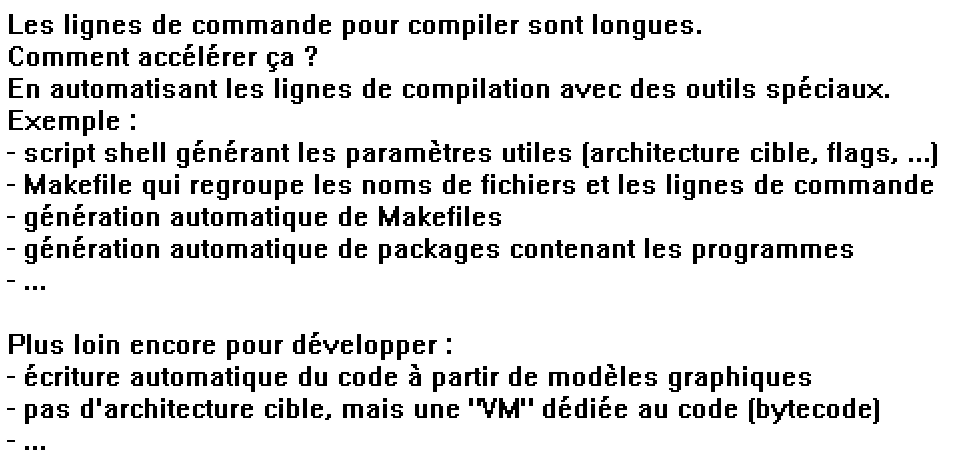 Les lignes de commande pour compiler sont longues.
Comment accélérer ça ?
En automatisant les lignes de compilation avec des outils spéciaux.
Exemple :
- script shell générant les paramètres utiles (architecture cible, flags, ...)
- Makefile qui regroupe les noms de fichiers et les lignes de commande
- génération automatique de Makefiles
- génération automatique de packages contenant les programmes
- ...
Plus loin encore pour développer :
- écriture automatique du code à partir de modèles graphiques
- pas d'architecture cible, mais une "VM" dédiée au code (bytecode)
- ...